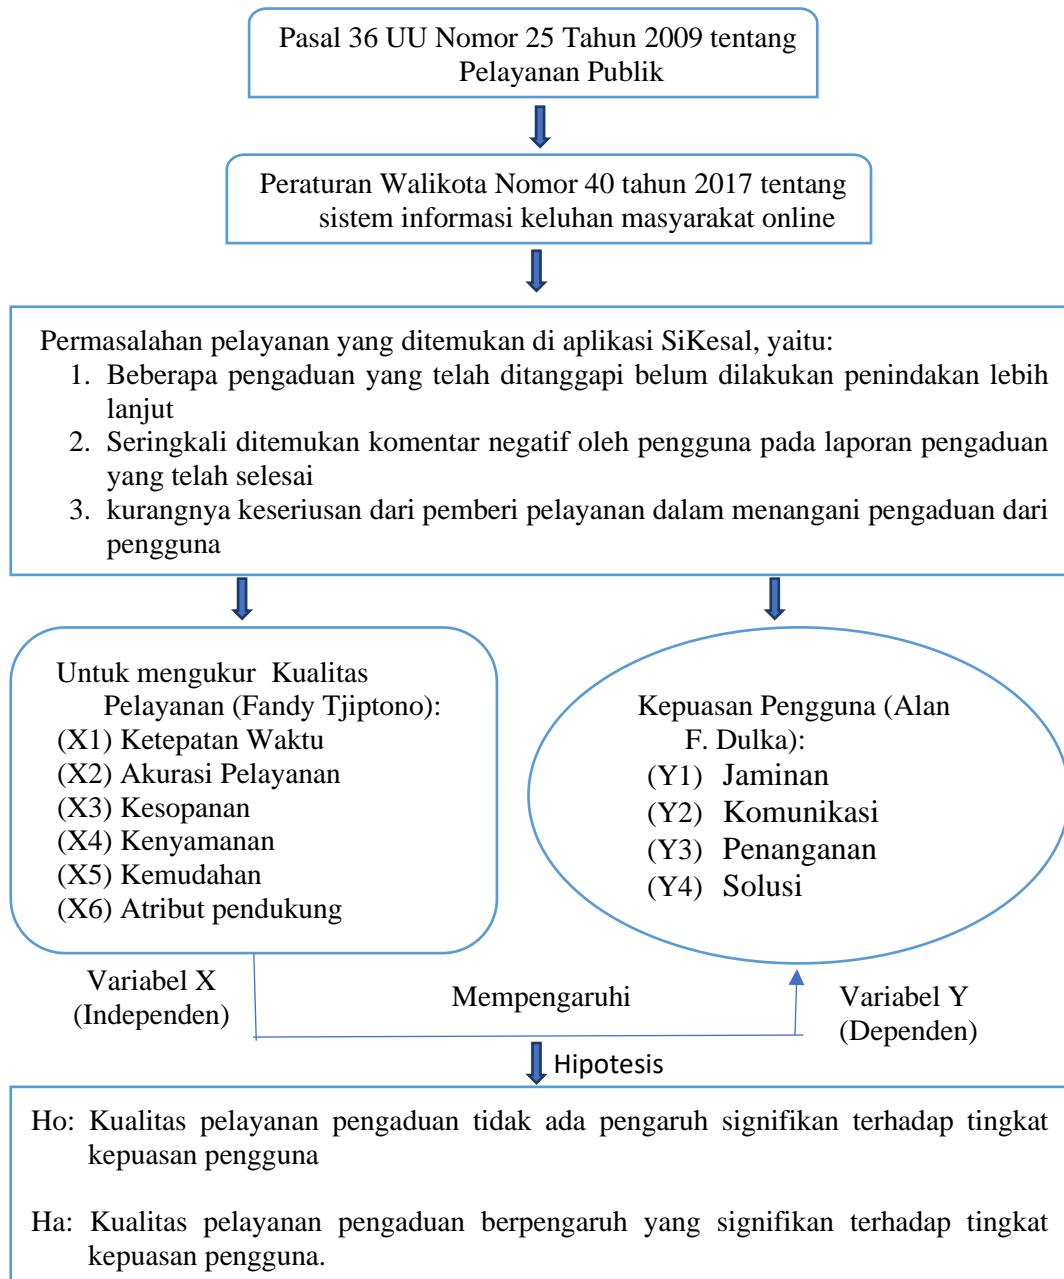 Pasal 36 UU Nomor 25 Tahun 2009 tentang
Pelayanan Publik
Peraturan Walikota Nomor 40 tahun 2017 tentang
sistem informasi keluhan masyarakat online
Permasalahan pelayanan yang ditemukan di aplikasi SiKesal, yaitu:
1. Beberapa pengaduan yang telah ditanggapi belum dilakukan penindakan lebih
lanjut
2. Seringkali ditemukan komentar negatif oleh pengguna pada laporan pengaduan
yang telah selesai
3. kurangnya keseriusan dari pemberi pelayanan dalam menangani pengaduan dari
pengguna
Untuk mengukur Kualitas
Pelayanan (Fandy Tjiptono):
(X1) Ketepatan Waktu
(X2) Akurasi Pelayanan
(X3) Kesopanan
(X4) Kenyamanan
(X5) Kemudahan
(X6) Atribut pendukung
Kepuasan Pengguna (Alan
F. Dulka):
(Y1) Jaminan
(Y2) Komunikasi
(Y3) Penanganan
(Y4) Solusi
Variabel X
(Independen)
Mempengaruhi
Variabel Y
(Dependen)
Hipotesis
Ho: Kualitas pelayanan pengaduan tidak ada pengaruh signifikan terhadap tingkat
kepuasan pengguna
Ha: Kualitas pelayanan pengaduan berpengaruh yang signifikan terhadap tingkat
kepuasan pengguna.